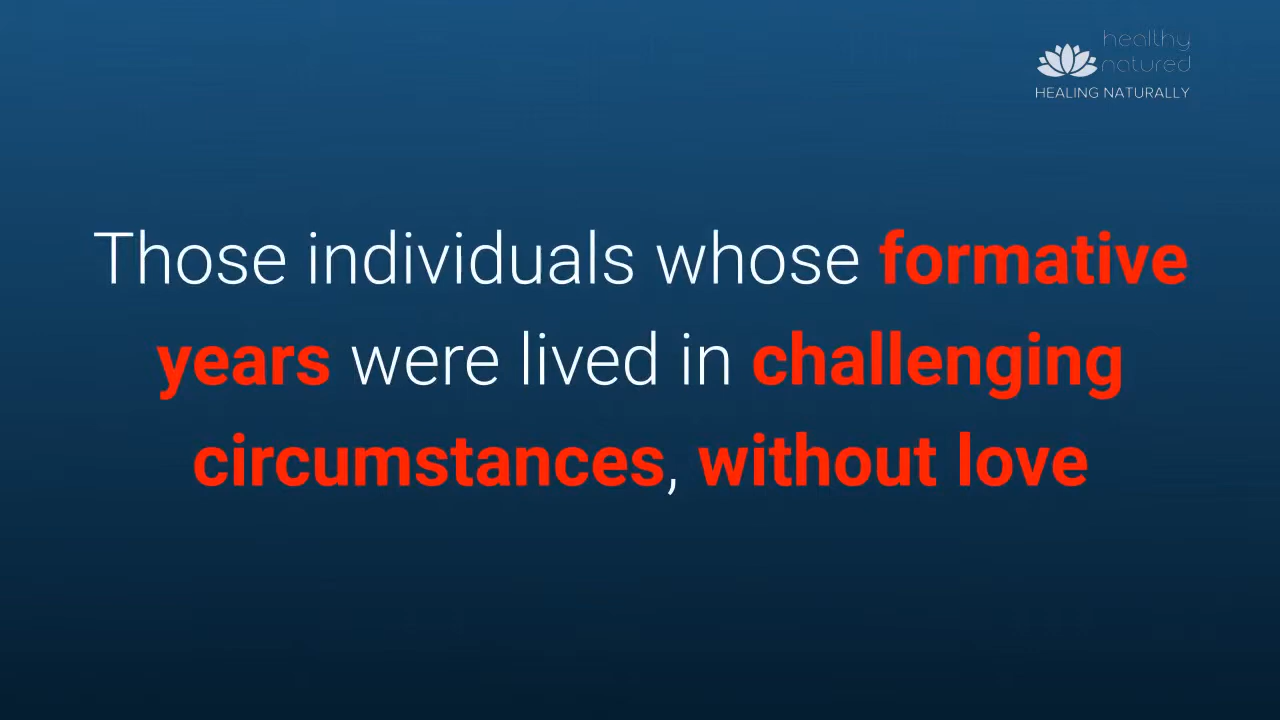 healthy
natured
HEALING NATURALLY
Those individuals whose formative
years were lived in challenging
circumstances, without love